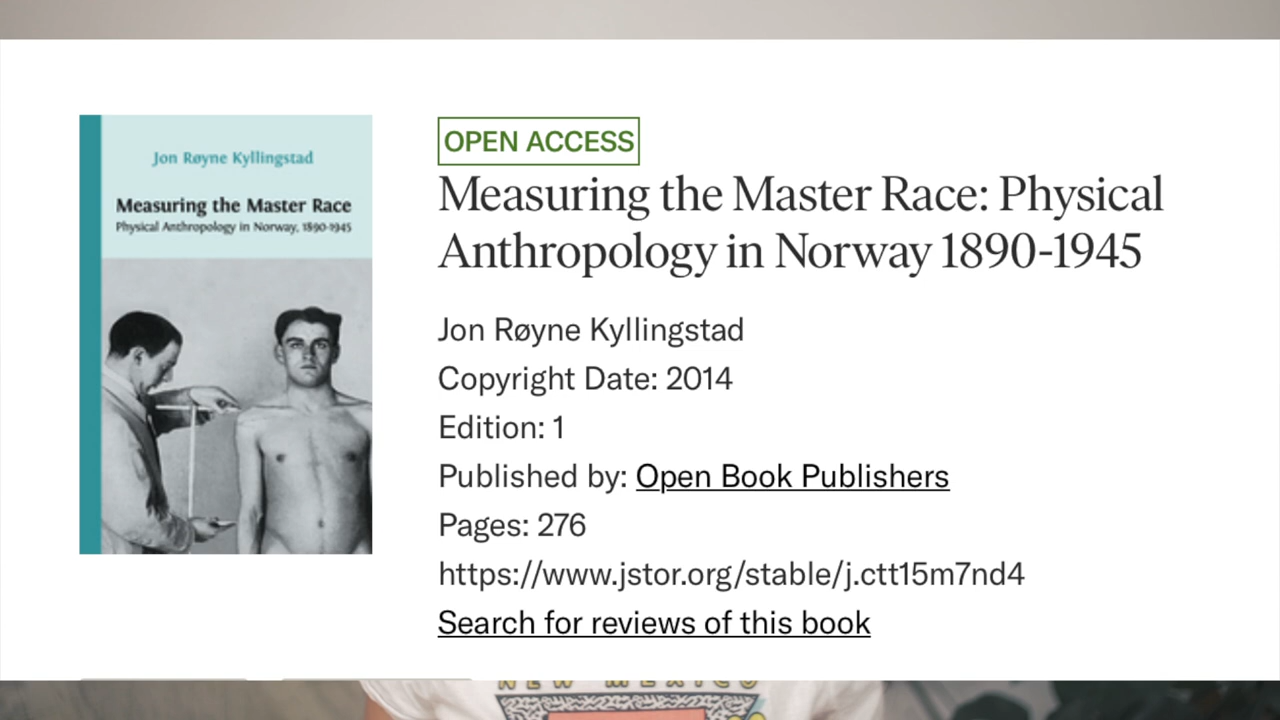 Jon Røyne Kyllingstad
Measuring the Master Race
Physical Anthropology in Norway, 1890-1945
OPEN ACCESS
Measuring the Master Race: Physical
Anthropology in Norway 1890-1945
Jon Røyne Kyllingstad
Copyright Date: 2014
Edition: 1
Published by: Open Book Publishers
Pages: 276
https://www.jstor.org/stable/j.ctt15m7nd4
Search for reviews of this book
NEW MEXICO